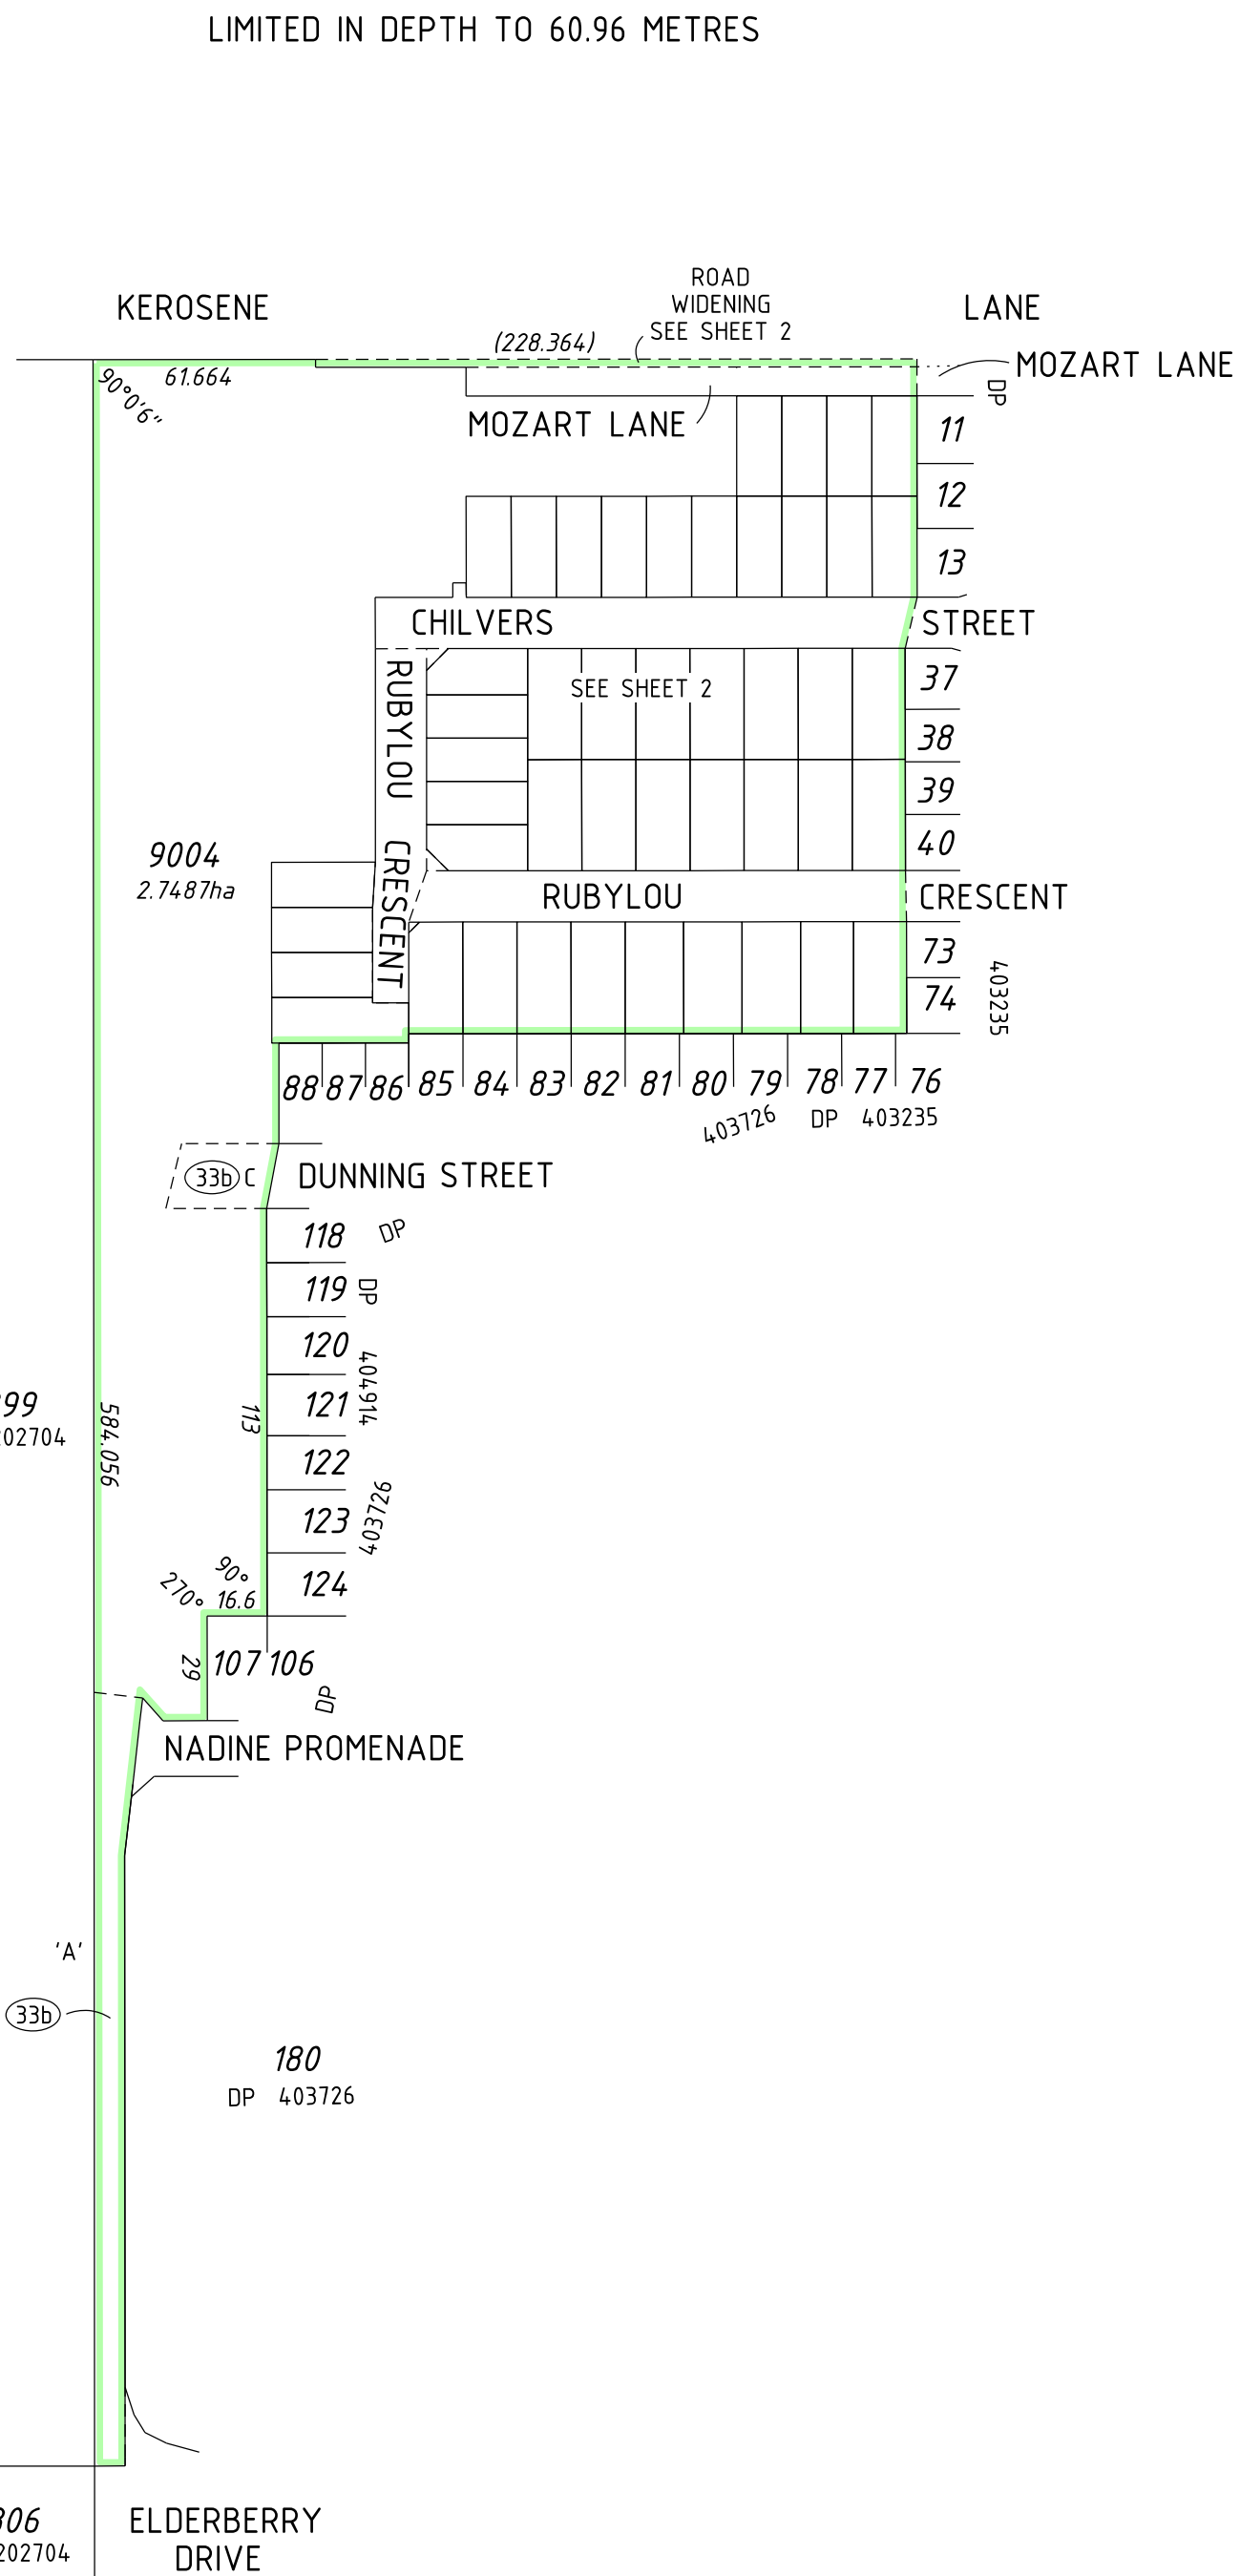 LIMITED IN DEPTH TO 60.96 METRES
KEROSENE
ROAD
WIDENING
SEE SHEET 2
LANE
(228.364)
MOZART LANE
61.664
90°0'6"
DP
MOZART LANE
11
12
13
CHILVERS
STREET
RUBYLOU CRESCENT
SEE SHEET 2
37
38
39
40
9004
2.7487ha
RUBYLOU
CRESCENT
73
74
403235
88 87 86 85 84 83 82 81 80 79 78 77 76
403726
DP 403235
33b C
DUNNING STREET
118
DP
119
DP
120
404914
121
113
122
123
403726
124
584.056
99
202704
90°
270°
16.6
29
107 106
DP
NADINE PROMENADE
'A'
33b
180
DP 403726
306
202704
ELDERBERRY
DRIVE